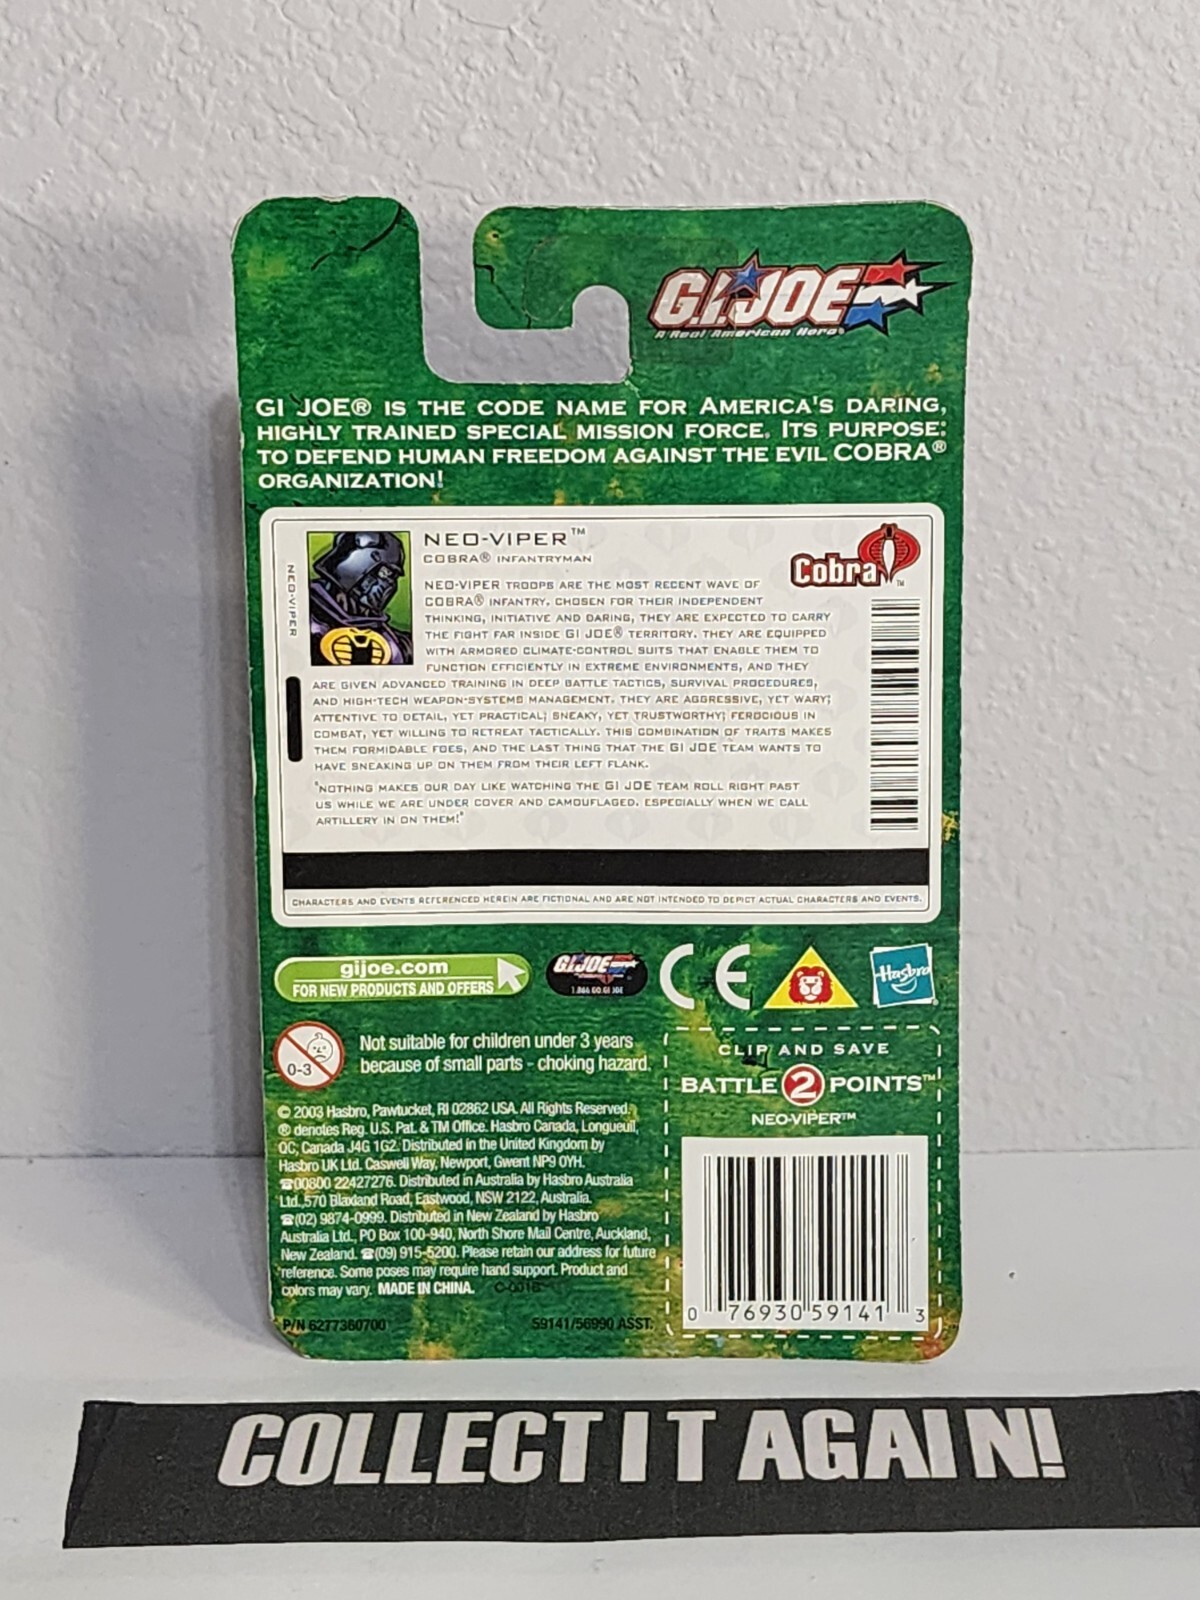 G.I. JOE
A Real American Hero®
GI JOE® IS THE CODE NAME FOR AMERICA'S DARING,
HIGHLY TRAINED SPECIAL MISSION FORCE. ITS PURPOSE:
TO DEFEND HUMAN FREEDOM AGAINST THE EVIL COBRA®
ORGANIZATION!
NEO-VIPER
NEO-VIPER™
COBRA® INFANTRYMAN
Cobra™
NEO-VIPER TROOPS ARE THE MOST RECENT WAVE OF
COBRA® INFANTRY. CHOSEN FOR THEIR INDEPENDENT
THINKING, INITIATIVE AND DARING, THEY ARE EXPECTED TO CARRY
THE FIGHT FAR INSIDE GI JOE® TERRITORY. THEY ARE EQUIPPED
WITH ARMORED CLIMATE-CONTROL SUITS THAT ENABLE THEM TO
FUNCTION EFFICIENTLY IN EXTREME ENVIRONMENTS, AND THEY
ARE GIVEN ADVANCED TRAINING IN DEEP BATTLE TACTICS, SURVIVAL PROCEDURES,
AND HIGH-TECH WEAPON-SYSTEMS MANAGEMENT. THEY ARE AGGRESSIVE, YET WARY;
ATTENTIVE TO DETAIL, YET PRACTICAL; SNEAKY, YET TRUSTWORTHY; FEROCIOUS IN
COMBAT, YET WILLING TO RETREAT TACTICALLY. THIS COMBINATION OF TRAITS MAKES
THEM FORMIDABLE FOES, AND THE LAST THING THAT THE GI JOE TEAM WANTS TO
HAVE SNEAKING UP ON THEM FROM THEIR LEFT FLANK.
"NOTHING MAKES OUR DAY LIKE WATCHING THE GI JOE TEAM ROLL RIGHT PAST
US WHILE WE ARE UNDER COVER AND CAMOUFLAGED. ESPECIALLY WHEN WE CALL
ARTILLERY IN ON THEM!"
CHARACTERS AND EVENTS REFERENCED HEREIN ARE FICTIONAL AND ARE NOT INTENDED TO DEPICT ACTUAL CHARACTERS AND EVENTS.
gijoe.com
FOR NEW PRODUCTS AND OFFERS
G.I. JOE
1.866 GO GI JOE
CE
Hasbro
0-3
Not suitable for children under 3 years
because of small parts - choking hazard.
© 2003 Hasbro, Pawtucket, RI 02862 USA. All Rights Reserved.
® denotes Reg. U.S. Pat. & TM Office. Hasbro Canada, Longueuil,
QC, Canada J4G 1G2. Distributed in the United Kingdom by
Hasbro UK Ltd. Caswell Way, Newport, Gwent NP9 0YH.
☎00800 22427276. Distributed in Australia by Hasbro Australia
Ltd., 570 Blaxland Road, Eastwood, NSW 2122, Australia.
☎(02) 9874-0999. Distributed in New Zealand by Hasbro
Australia Ltd., PO Box 100-940, North Shore Mail Centre, Auckland,
New Zealand. ☎(09) 915-5200. Please retain our address for future
reference. Some poses may require hand support. Product and
colors may vary. MADE IN CHINA.
P/N 6277360700
59141/56990 ASST.
CLIP AND SAVE
BATTLE 2 POINTS™
NEO-VIPER™
0 76930 59141 3
COLLECT IT AGAIN!